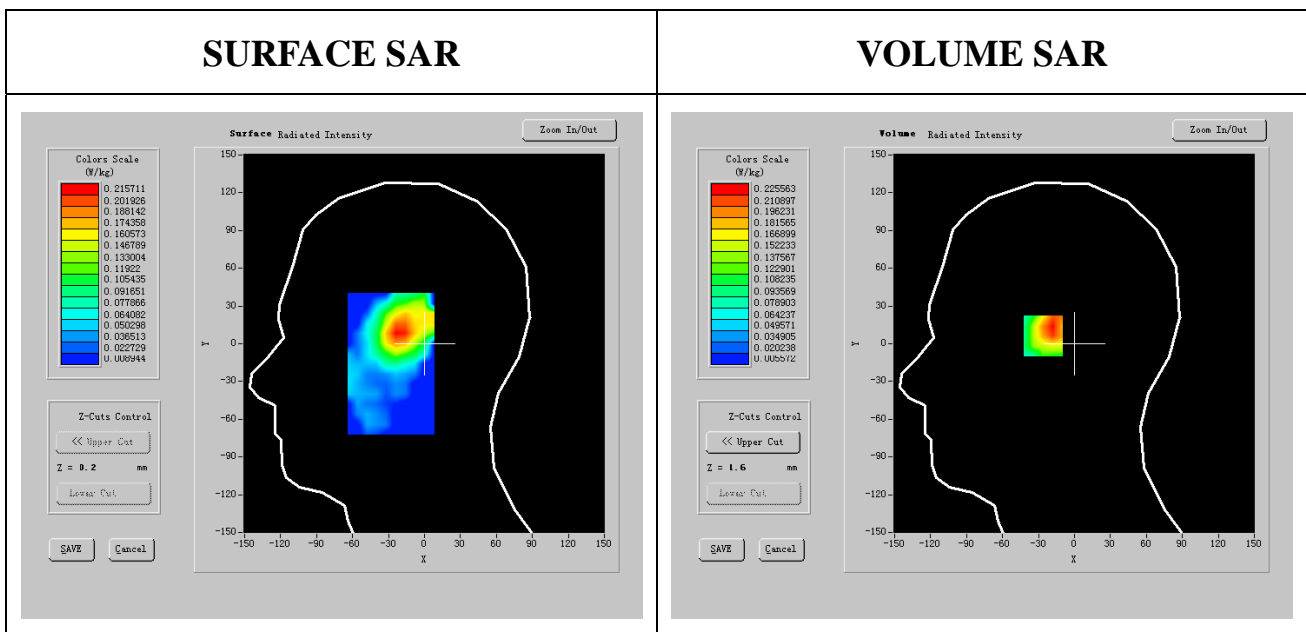 SURFACE SAR
VOLUME SAR
Surface Radiated Intensity
Zoom In/Out
Colors Scale
(W/kg)
0.215711
0.201926
0.188142
0.174358
0.160573
0.146789
0.133004
0.11922
0.105435
0.091651
0.077866
0.064082
0.050298
0.036513
0.022729
0.008944
Z-Cuts Control
<< Upper Cut
Z = 0.2 mm
Lower Cut
SAVE
Cancel
150
120
90
60
30
0
-30
-60
-90
-120
-150
Y
-150 -120 -90 -60 -30 0 30 60 90 120 150
X
Volume Radiated Intensity
Zoom In/Out
Colors Scale
(W/kg)
0.225563
0.210897
0.196231
0.181565
0.166899
0.152233
0.137567
0.122901
0.108235
0.093569
0.078903
0.064237
0.049571
0.034905
0.020238
0.005572
Z-Cuts Control
<< Upper Cut
Z = 1.6 mm
Lower Cut
SAVE
Cancel
150
120
90
60
30
0
-30
-60
-90
-120
-150
Y
-150 -120 -90 -60 -30 0 30 60 90 120 150
X